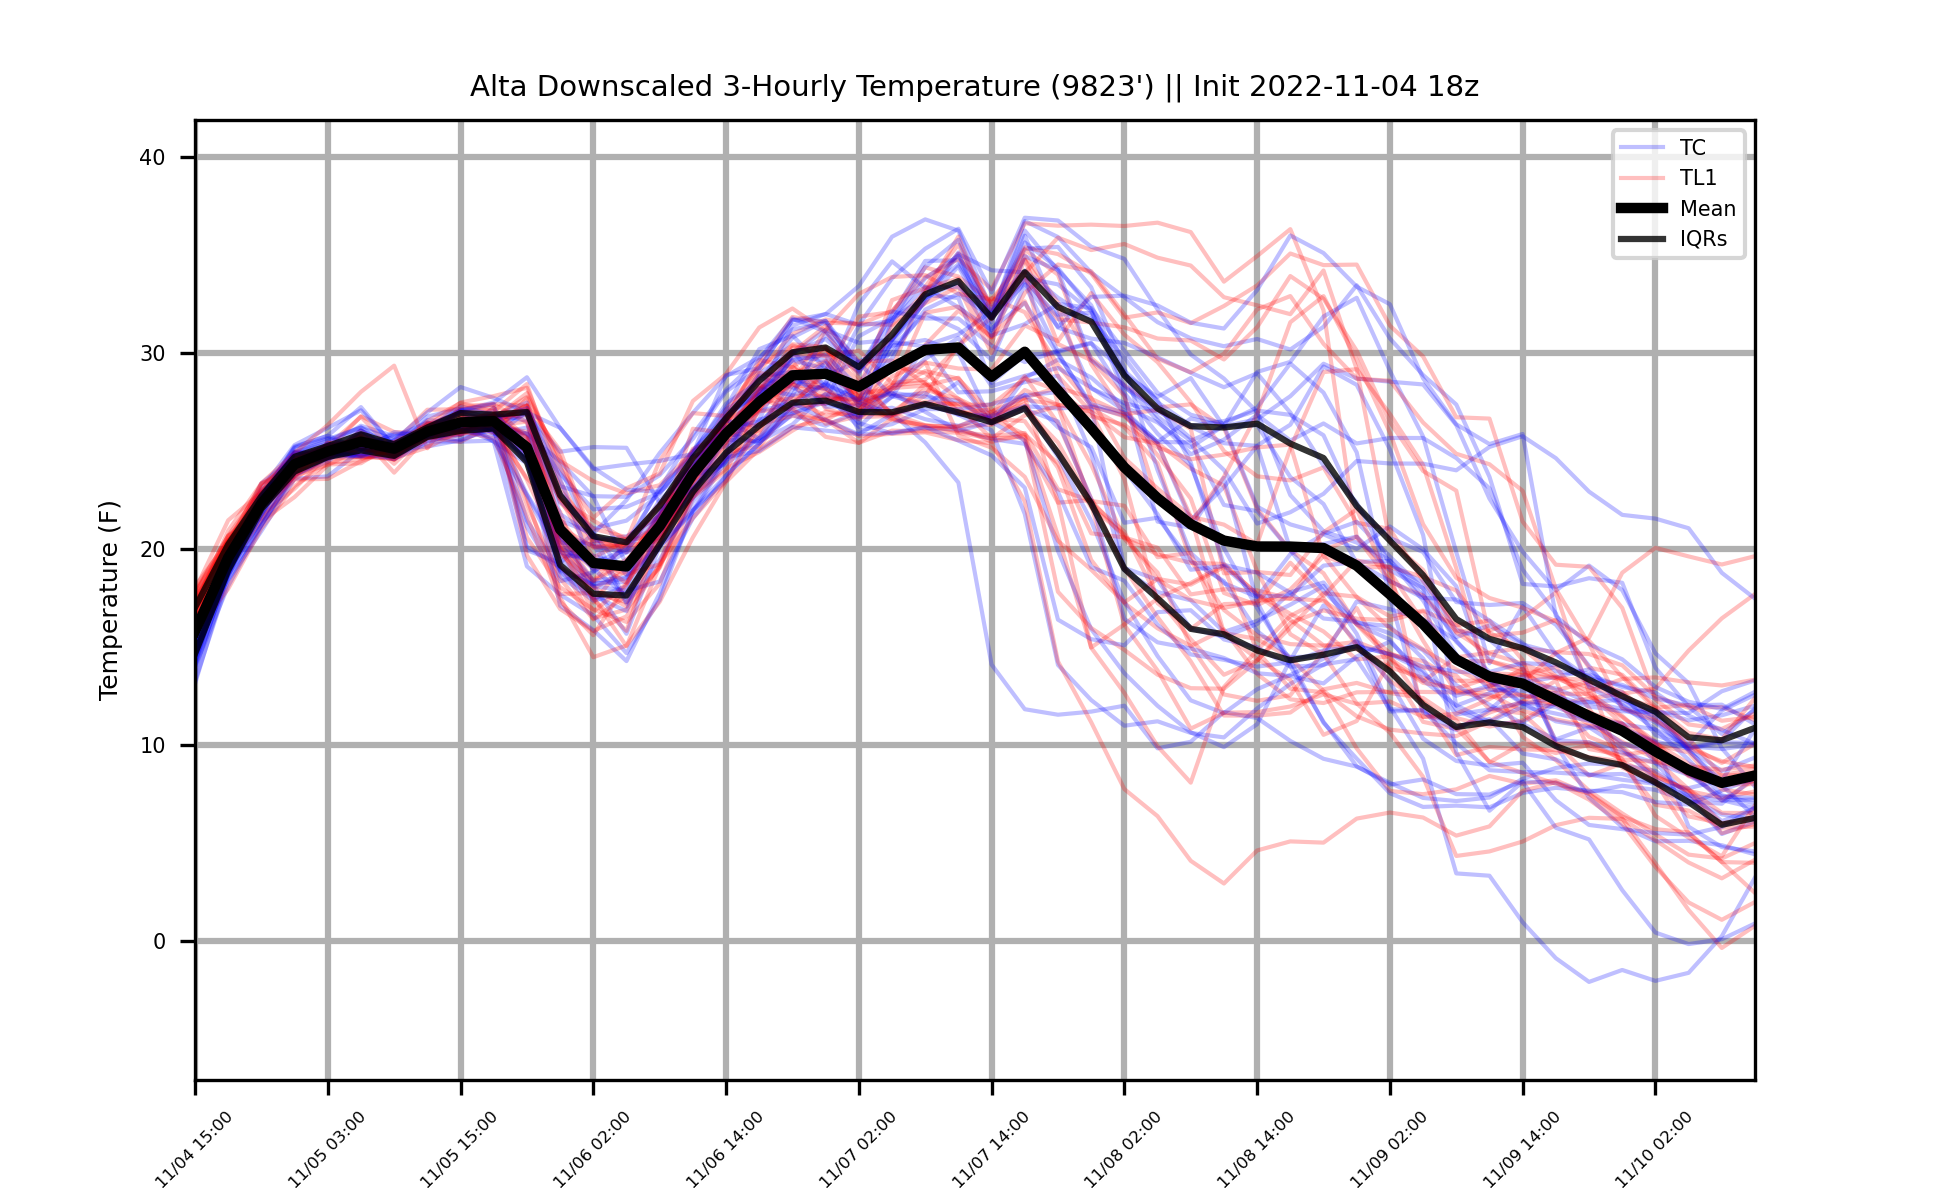 Alta Downscaled 3-Hourly Temperature (9823') || Init 2022-11-04 18z
TC
TL1
Mean
IQRs
Temperature (F)
40
30
20
10
0
11/04 15:00
11/05 03:00
11/05 15:00
11/06 02:00
11/06 14:00
11/07 02:00
11/07 14:00
11/08 02:00
11/08 14:00
11/09 02:00
11/09 14:00
11/10 02:00